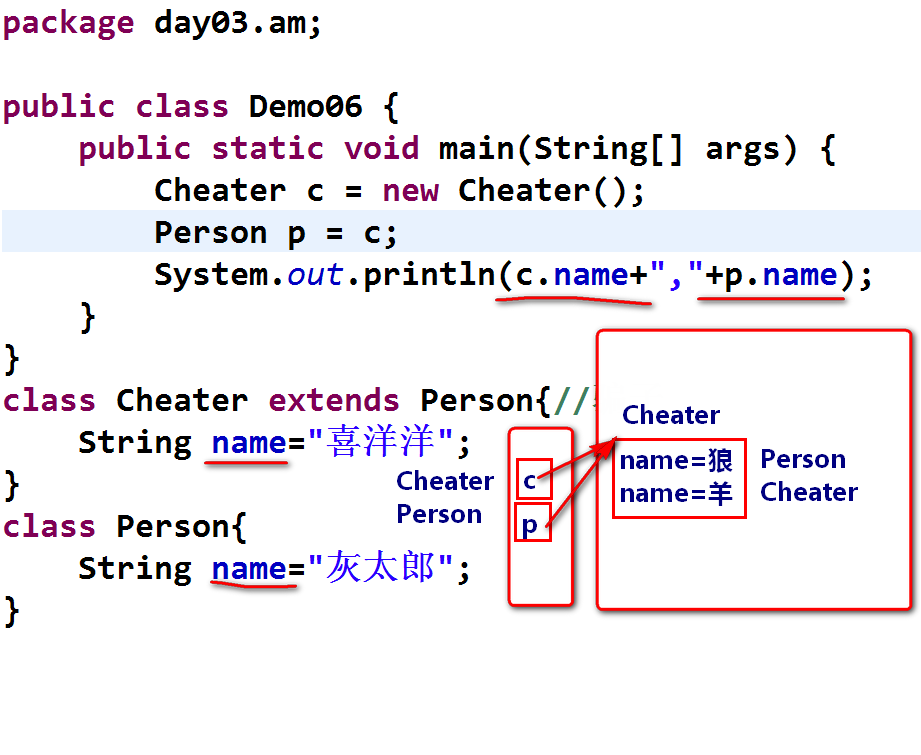 package day03.am;
public class Demo06 {
public static void main(String[] args) {
Cheater c = new Cheater();
Person p = c;
System.out.println(c.name+","+p.name);
}
}
class Cheater extends Person{//
String name="喜洋洋";
}
class Person{
String name="灰太郎";
}
Cheater
Person
c
p
Cheater
name=狼
name=羊
Person
Cheater